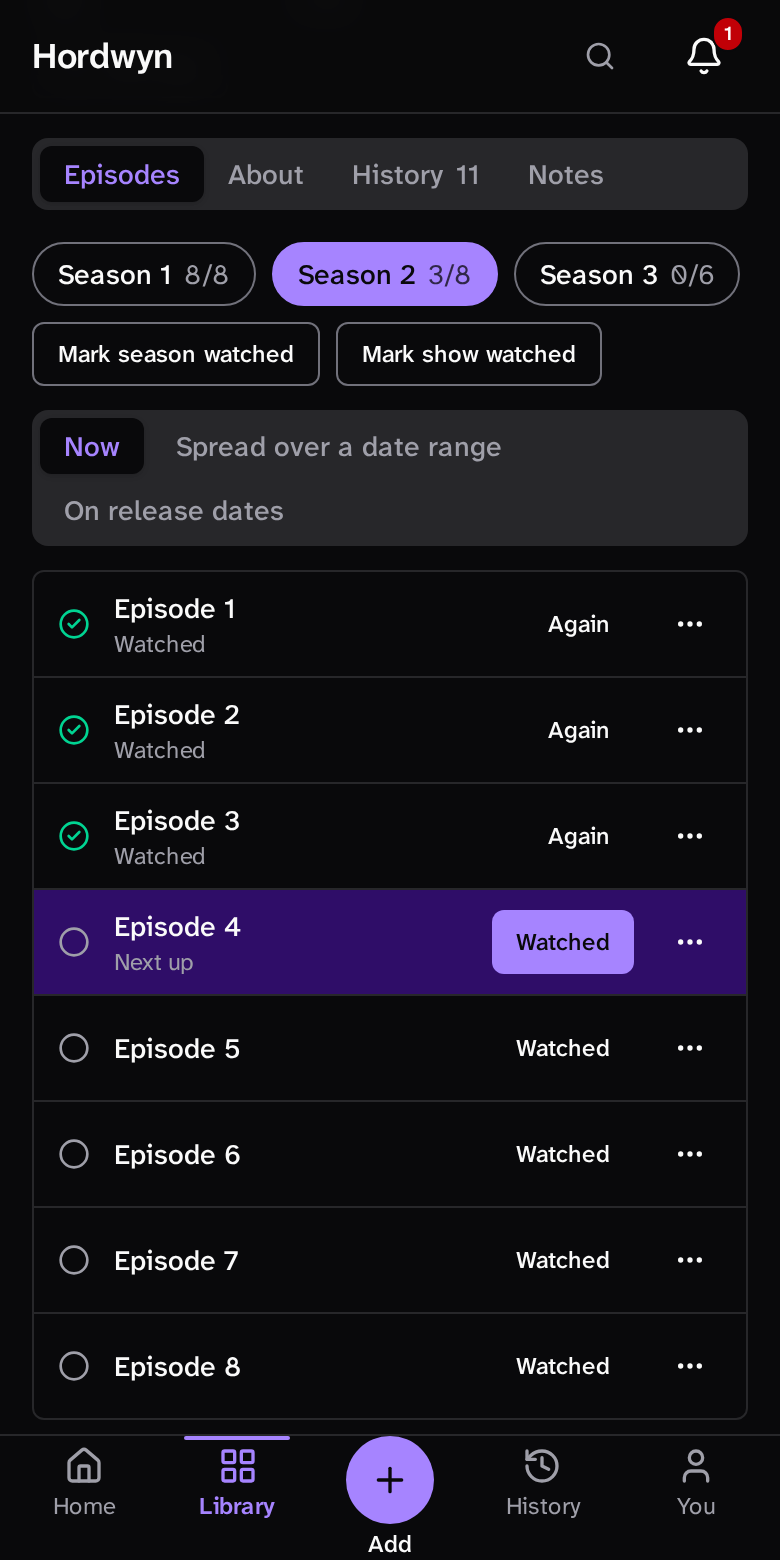 Hordwyn
1
Episodes About History 11 Notes
Season 1 8/8 Season 2 3/8 Season 3 0/6
Mark season watched Mark show watched
Now Spread over a date range
On release dates
Episode 1
Watched
Again
Episode 2
Watched
Again
Episode 3
Watched
Again
Episode 4
Next up
Watched
Episode 5 Watched
Episode 6 Watched
Episode 7 Watched
Episode 8 Watched
Home Library Add History You